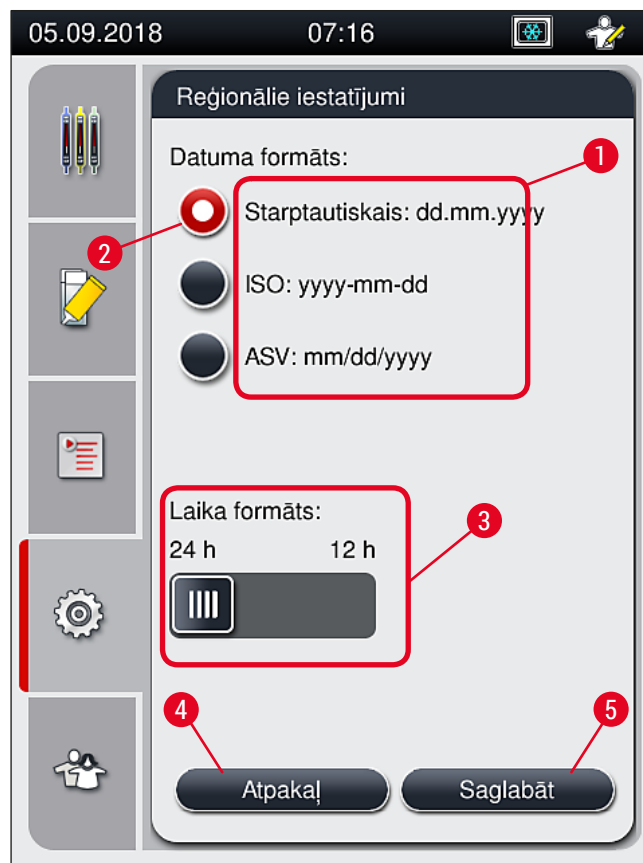 05.09.2018 07:16
Reģionālie iestatījumi
Datuma formāts:
1
Starptautiskais: dd.mm.yyyy
2
ISO: yyyy-mm-dd
ASV: mm/dd/yyyy
Laika formāts:
3
24 h 12 h
4 5
Atpakaļ Saglabāt